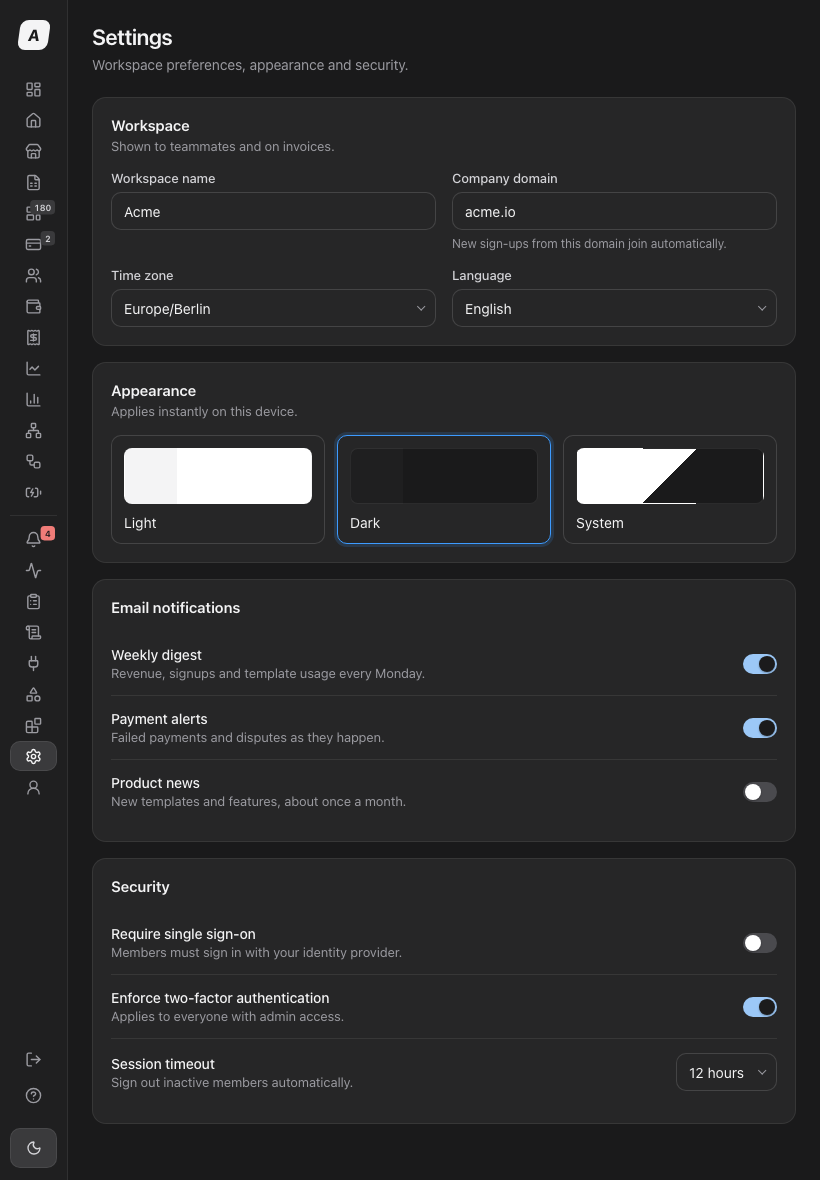 A
Settings
Workspace preferences, appearance and security.
Workspace
Shown to teammates and on invoices.
Workspace name
Company domain
Acme
acme.io
New sign-ups from this domain join automatically.
Time zone
Language
Europe/Berlin
English
180
2
Appearance
Applies instantly on this device.
Light
Dark
System
4
Email notifications
Weekly digest
Revenue, signups and template usage every Monday.
Payment alerts
Failed payments and disputes as they happen.
Product news
New templates and features, about once a month.
Security
Require single sign-on
Members must sign in with your identity provider.
Enforce two-factor authentication
Applies to everyone with admin access.
Session timeout
Sign out inactive members automatically.
12 hours